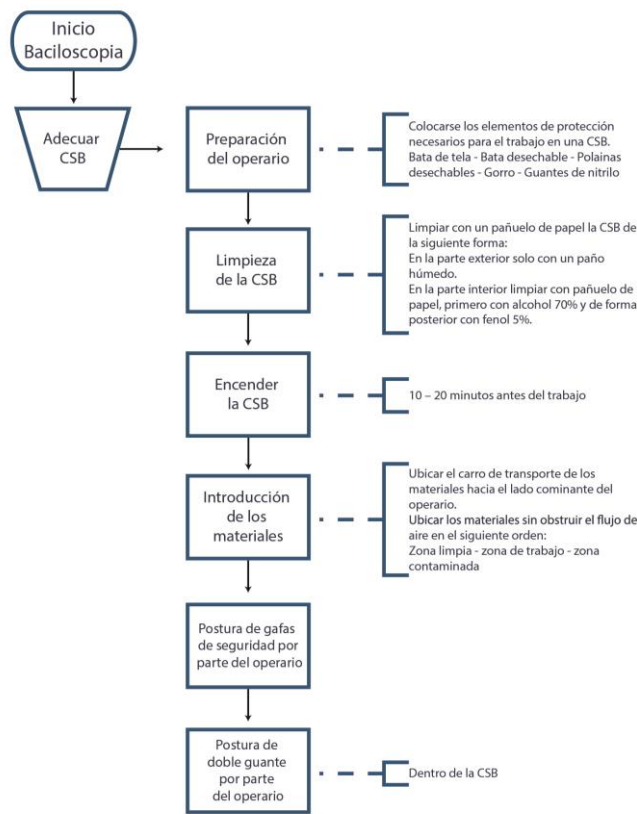 Inicio
Baciloscopia
Adecuar
CSB
Preparación
del operario
Colocarse los elementos de protección
necesarios para el trabajo en una CSB.
Bata de tela - Bata desechable - Polainas
desechables - Gorro - Guantes de nitrilo
Limpieza
de la CSB
Limpiar con un pañuelo de papel la CSB de
la siguiente forma:
En la parte exterior solo con un paño
húmedo.
En la parte interior limpiar con pañuelo de
papel, primero con alcohol 70% y de forma
posterior con fenol 5%.
Encender
la CSB
10 – 20 minutos antes del trabajo
Introducción
de los
materiales
Ubicar el carro de transporte de los
materiales hacia el lado cominante del
operario.
Ubicar los materiales sin obstruir el flujo de
aire en el siguiente orden:
Zona limpia - zona de trabajo - zona
contaminada
Postura de gafas
de seguridad por
parte del operario
Postura de
doble guante
por parte
del operario
Dentro de la CSB